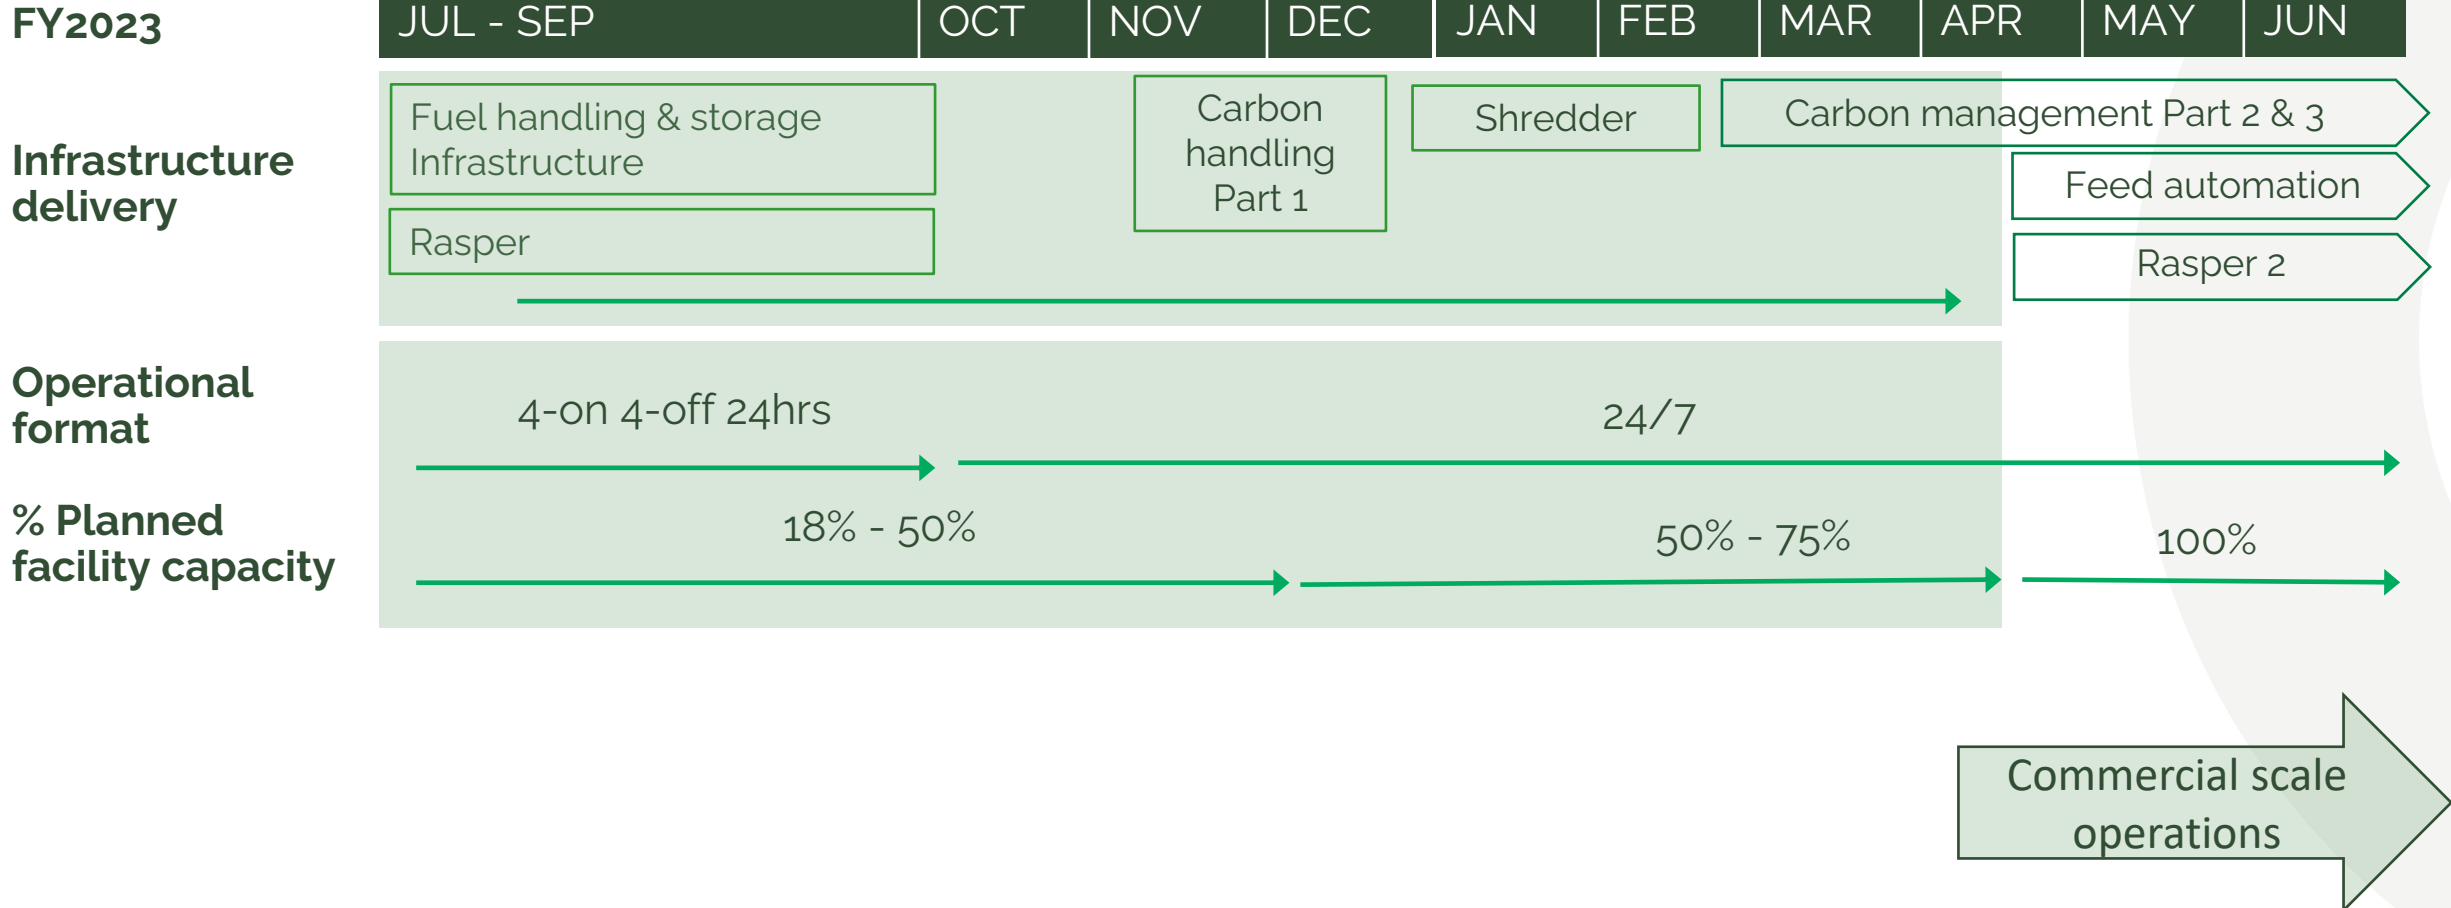 FY2023
JUL - SEP
OCT
NOV
DEC
JAN
FEB
MAR
APR
MAY
JUN
Infrastructure
delivery
Fuel handling & storage
Infrastructure
Rasper
Carbon
handling
Part 1
Shredder
Carbon management Part 2 & 3
Feed automation
Rasper 2
Operational
format
4-on 4-off 24hrs
24/7
% Planned
facility capacity
18% - 50%
50% - 75%
100%
Commercial scale
operations